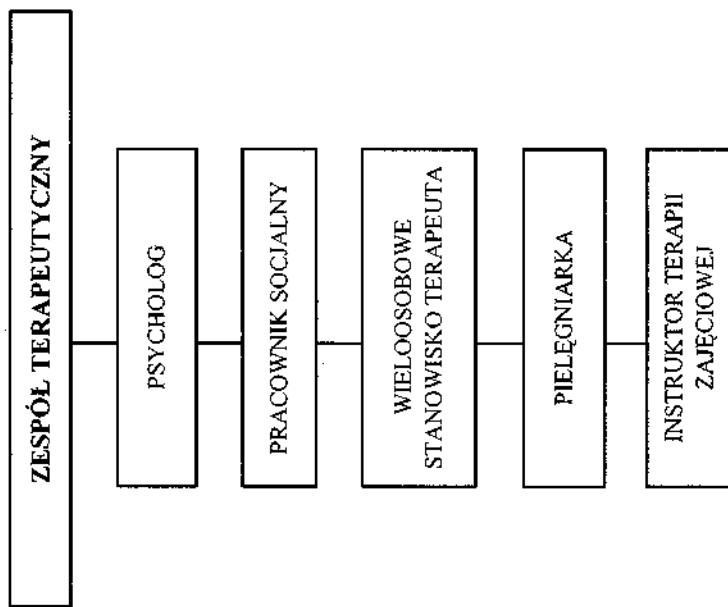 ZESPÓŁ TERAPEUTYCZNY
PSYCHOLOG
PRACOWNIK SOCJALNY
WIELOOSOBOWE
STANOWISKO TERAPEUTA
PIELĘGNIARKA
INSTRUKTOR TERAPII
ZAJĘCIOWEJ